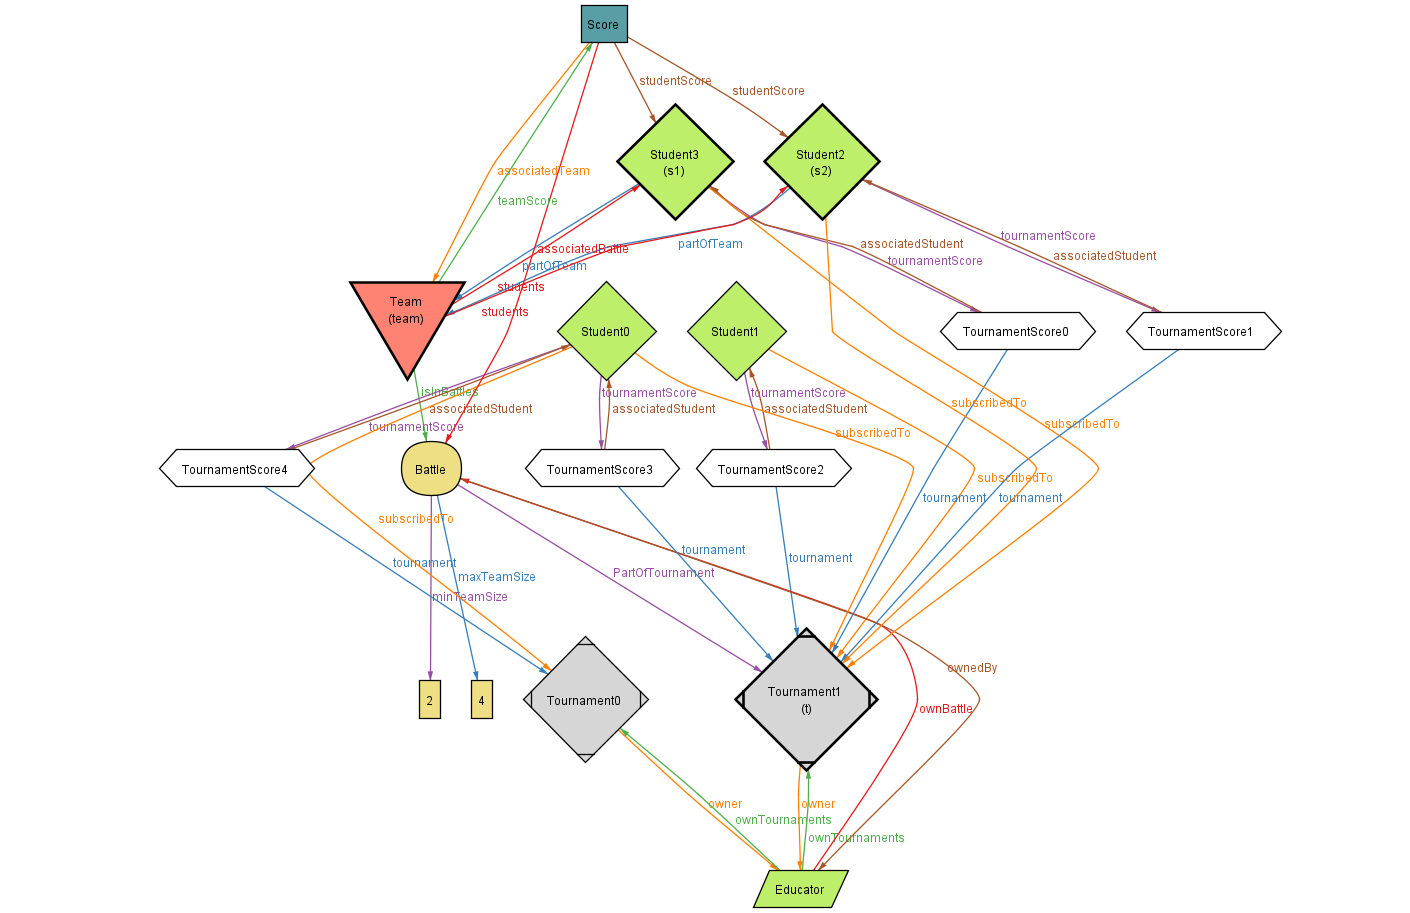 Score
studentScore
studentScore
Student3
(s1)
Student2
(s2)
associatedTeam
teamScore
tournamentScore
associatedBattle
partOfTeam
associatedStudent
associatedStudent
tournamentScore
partOfTeam
students
students
Team
(team)
Student0
Student1
TournamentScore0
TournamentScore1
isInBattles
tournamentScore
tournamentScore
subscribedTo
associatedStudent
associatedStudent
associatedStudent
tournamentScore
subscribedTo
subscribedTo
TournamentScore4
Battle
TournamentScore3
TournamentScore2
subscribedTo
tournament
tournament
subscribedTo
tournament
tournament
tournament
maxTeamSize
PartOfTournament
minTeamSize
ownedBy
2
4
Tournament0
Tournament1
(t)
ownBattle
owner
owner
ownTournaments
ownTournaments
Educator